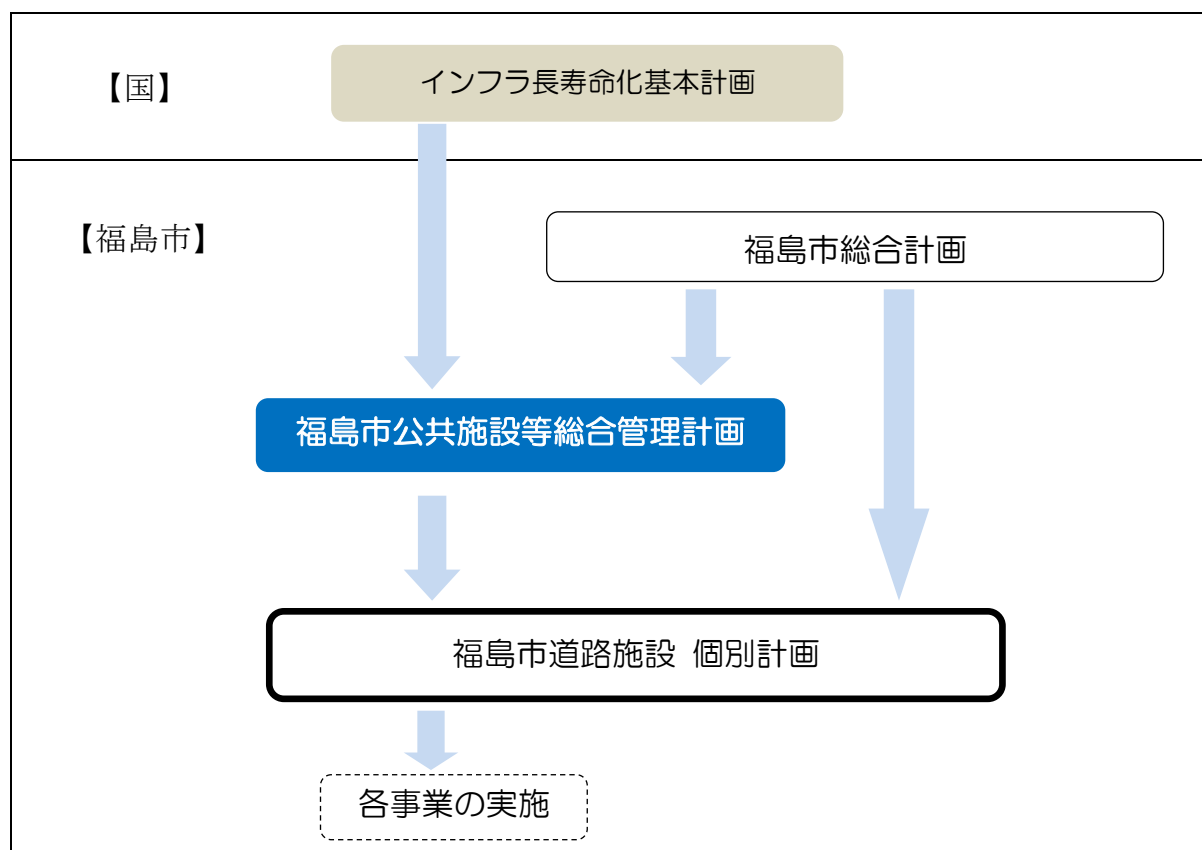 【国】
インフラ長寿命化基本計画
【福島市】
福島市総合計画
福島市公共施設等総合管理計画
福島市道路施設 個別計画
各事業の実施